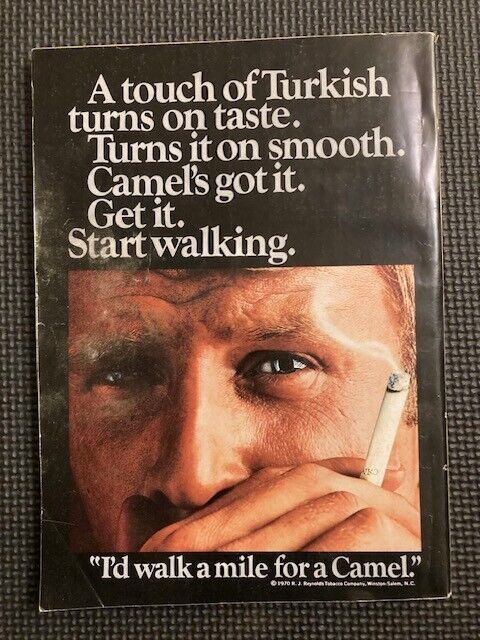 A touch of Turkish
turns on taste.
Turns it on smooth.
Camel's got it.
Get it.
Start walking.
"I'd walk a mile for a Camel."
© 1970 R. J. Reynolds Tobacco Company, Winston-Salem, N.C.